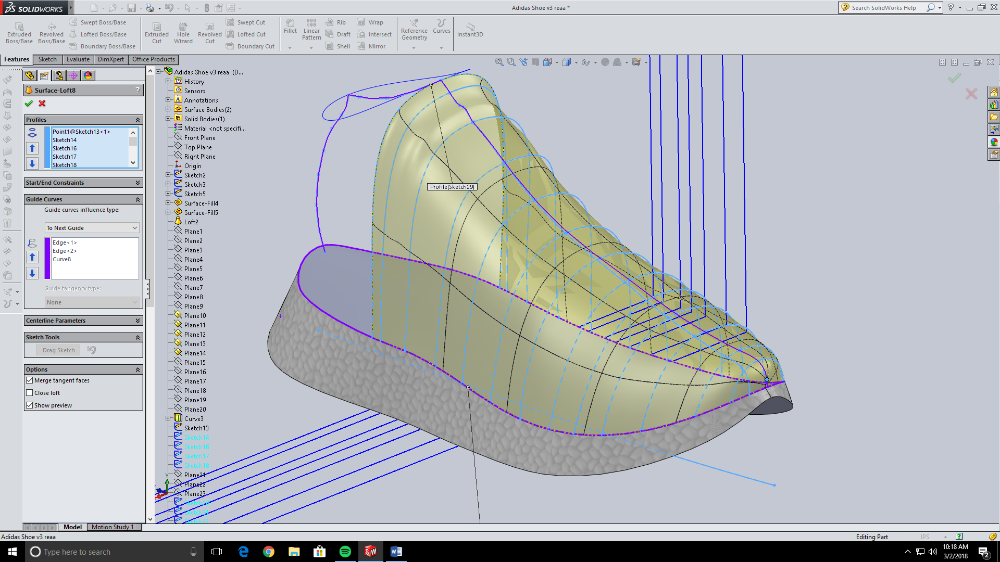 SOLIDWORKS
Adidas Shoe v3 reaa *
Search SolidWorks Help
Extruded Boss/Base
Revolved Boss/Base
Swept Boss/Base
Lofted Boss/Base
Boundary Boss/Base
Extruded Cut
Hole Wizard
Revolved Cut
Swept Cut
Lofted Cut
Boundary Cut
Fillet
Linear Pattern
Rib
Draft
Shell
Wrap
Intersect
Mirror
Reference Geometry
Curves
Instant3D
Features
Sketch
Evaluate
DimXpert
Office Products
Surface-Loft8
?
Profiles
Point1@Sketch13<1>
Sketch14
Sketch16
Sketch17
Sketch18
Start/End Constraints
Guide Curves
Guide curves influence type:
To Next Guide
Edge<1>
Edge<2>
Curve8
Guide tangency type:
None
Centerline Parameters
Sketch Tools
Drag Sketch
Options
Merge tangent faces
Close loft
Show preview
Adidas Shoe v3 reaa (D...
History
Sensors
Annotations
Surface Bodies(2)
Solid Bodies(1)
Material <not specifi...
Front Plane
Top Plane
Right Plane
Origin
Sketch2
Sketch3
Sketch5
Surface-Fill4
Surface-Fill5
Loft2
Plane1
Plane2
Plane3
Plane4
Plane5
Plane6
Plane7
Plane8
Plane9
Plane10
Plane11
Plane12
Plane13
Plane14
Plane15
Plane16
Plane17
Plane18
Plane19
Plane20
Curve3
Sketch13
Sketch14
Sketch16
Sketch17
Sketch18
Plane21
Plane22
Plane23
Profile(Sketch29)
Model
Motion Study 1
Adidas Shoe v3 reaa
Editing Part
IPS
Type here to search
10:18 AM
3/2/2018
2